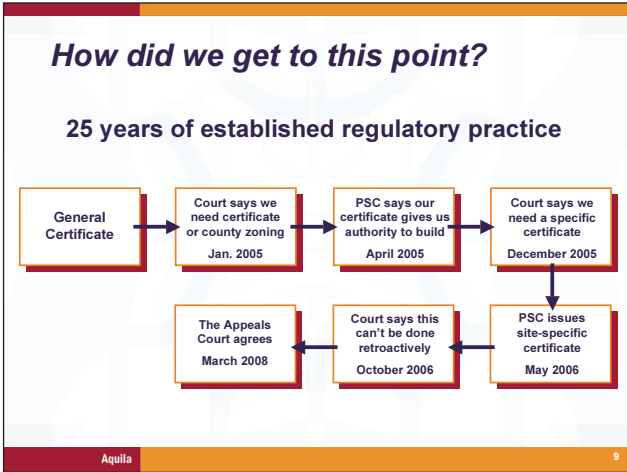 How did we get to this point?
25 years of established regulatory practice
General
Certificate
Court says we
need certificate
or county zoning
Jan. 2005
PSC says our
certificate gives us
authority to build
April 2005
Court says we
need a specific
certificate
December 2005
PSC issues
site-specific
certificate
May 2006
Court says this
can't be done
retroactively
October 2006
The Appeals
Court agrees
March 2008
Aquila
9